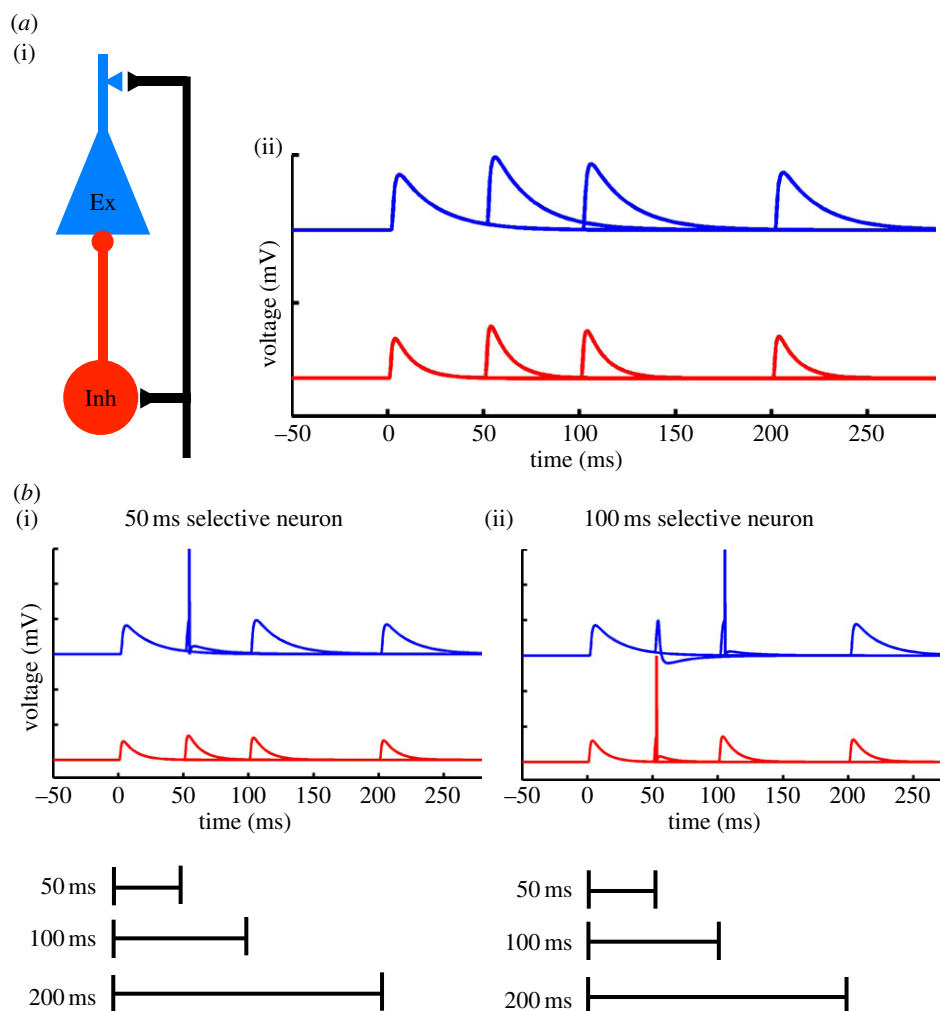 (a)
(i)
Ex
Inh
(ii)
voltage (mV)
–50 0 50 100 150 200 250
time (ms)
(b)
(i) 50 ms selective neuron
(ii) 100 ms selective neuron
voltage (mV)
–50 0 50 100 150 200 250
time (ms)
–50 0 50 100 150 200 250
time (ms)
50 ms
100 ms
200 ms
50 ms
100 ms
200 ms